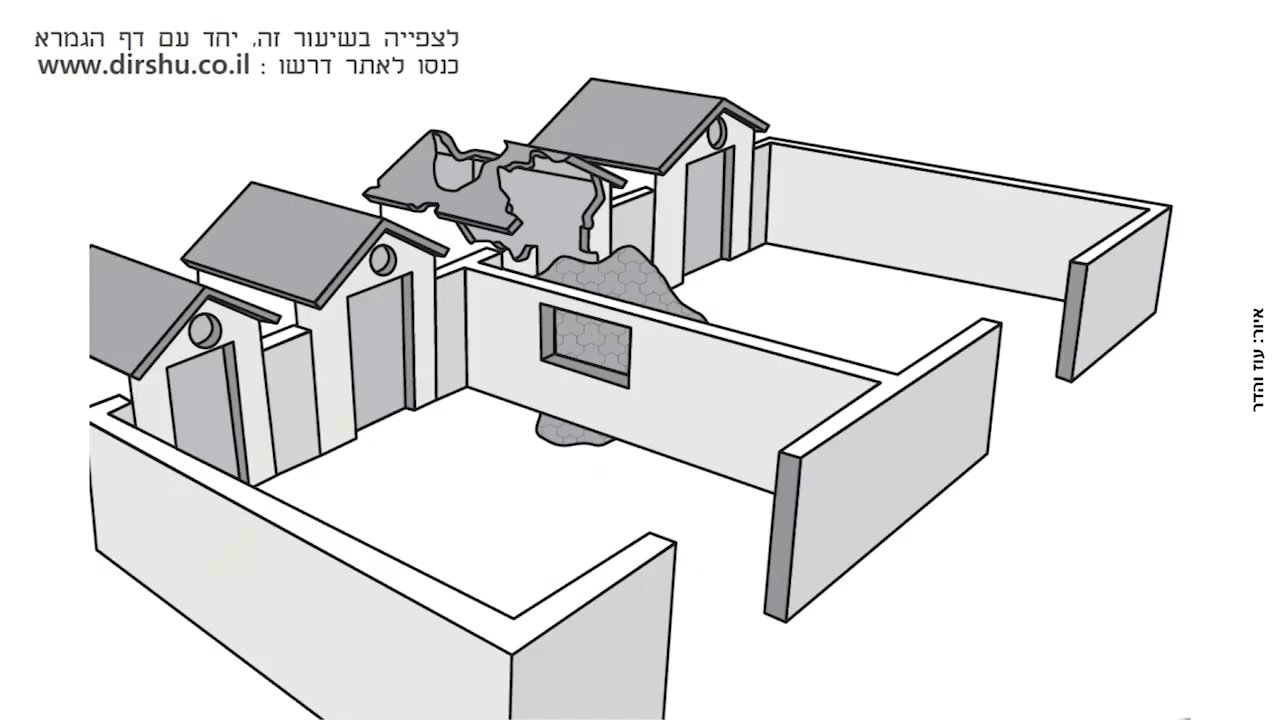 לצפייה בשיעור זה, יחד עם דף הגמרא
כנסו לאתר דרשו : www.dirshu.co.il
איור: עוז והדר